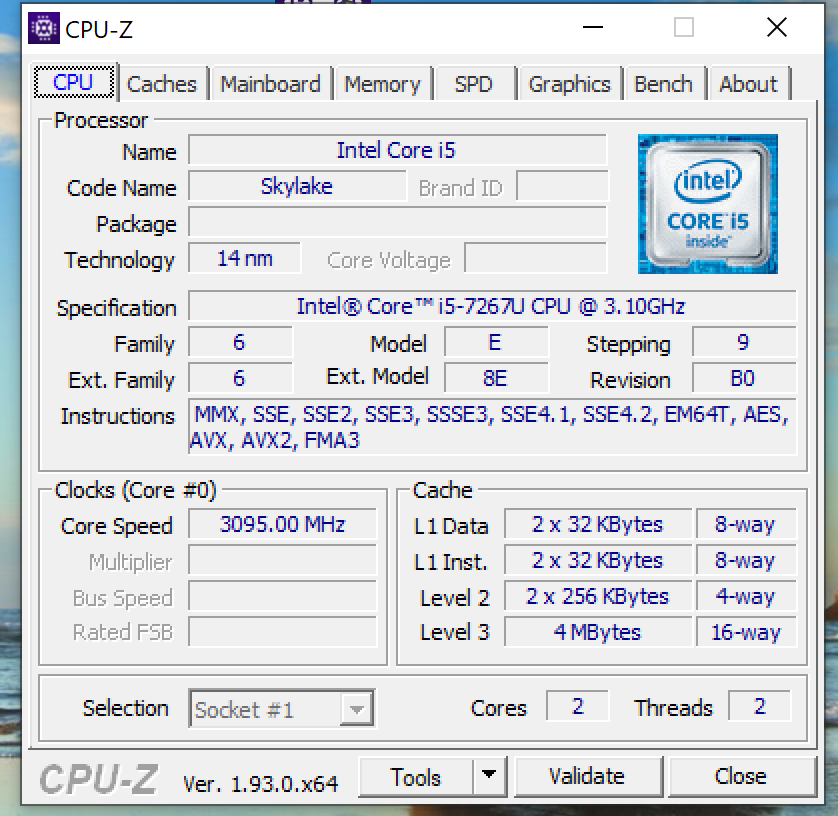 CPU-Z
CPU Caches Mainboard Memory SPD Graphics Bench About
Processor
Name Intel Core i5
Code Name Skylake Brand ID
Package
Technology 14 nm Core Voltage
intel
CORE i5
inside™
Specification Intel® Core™ i5-7267U CPU @ 3.10GHz
Family 6 Model E Stepping 9
Ext. Family 6 Ext. Model 8E Revision B0
Instructions MMX, SSE, SSE2, SSE3, SSSE3, SSE4.1, SSE4.2, EM64T, AES,
AVX, AVX2, FMA3
Clocks (Core #0)
Core Speed 3095.00 MHz
Multiplier
Bus Speed
Rated FSB
Cache
L1 Data 2 x 32 KBytes 8-way
L1 Inst. 2 x 32 KBytes 8-way
Level 2 2 x 256 KBytes 4-way
Level 3 4 MBytes 16-way
Selection Socket #1 Cores 2 Threads 2
CPU-Z Ver. 1.93.0.x64 Tools Validate Close